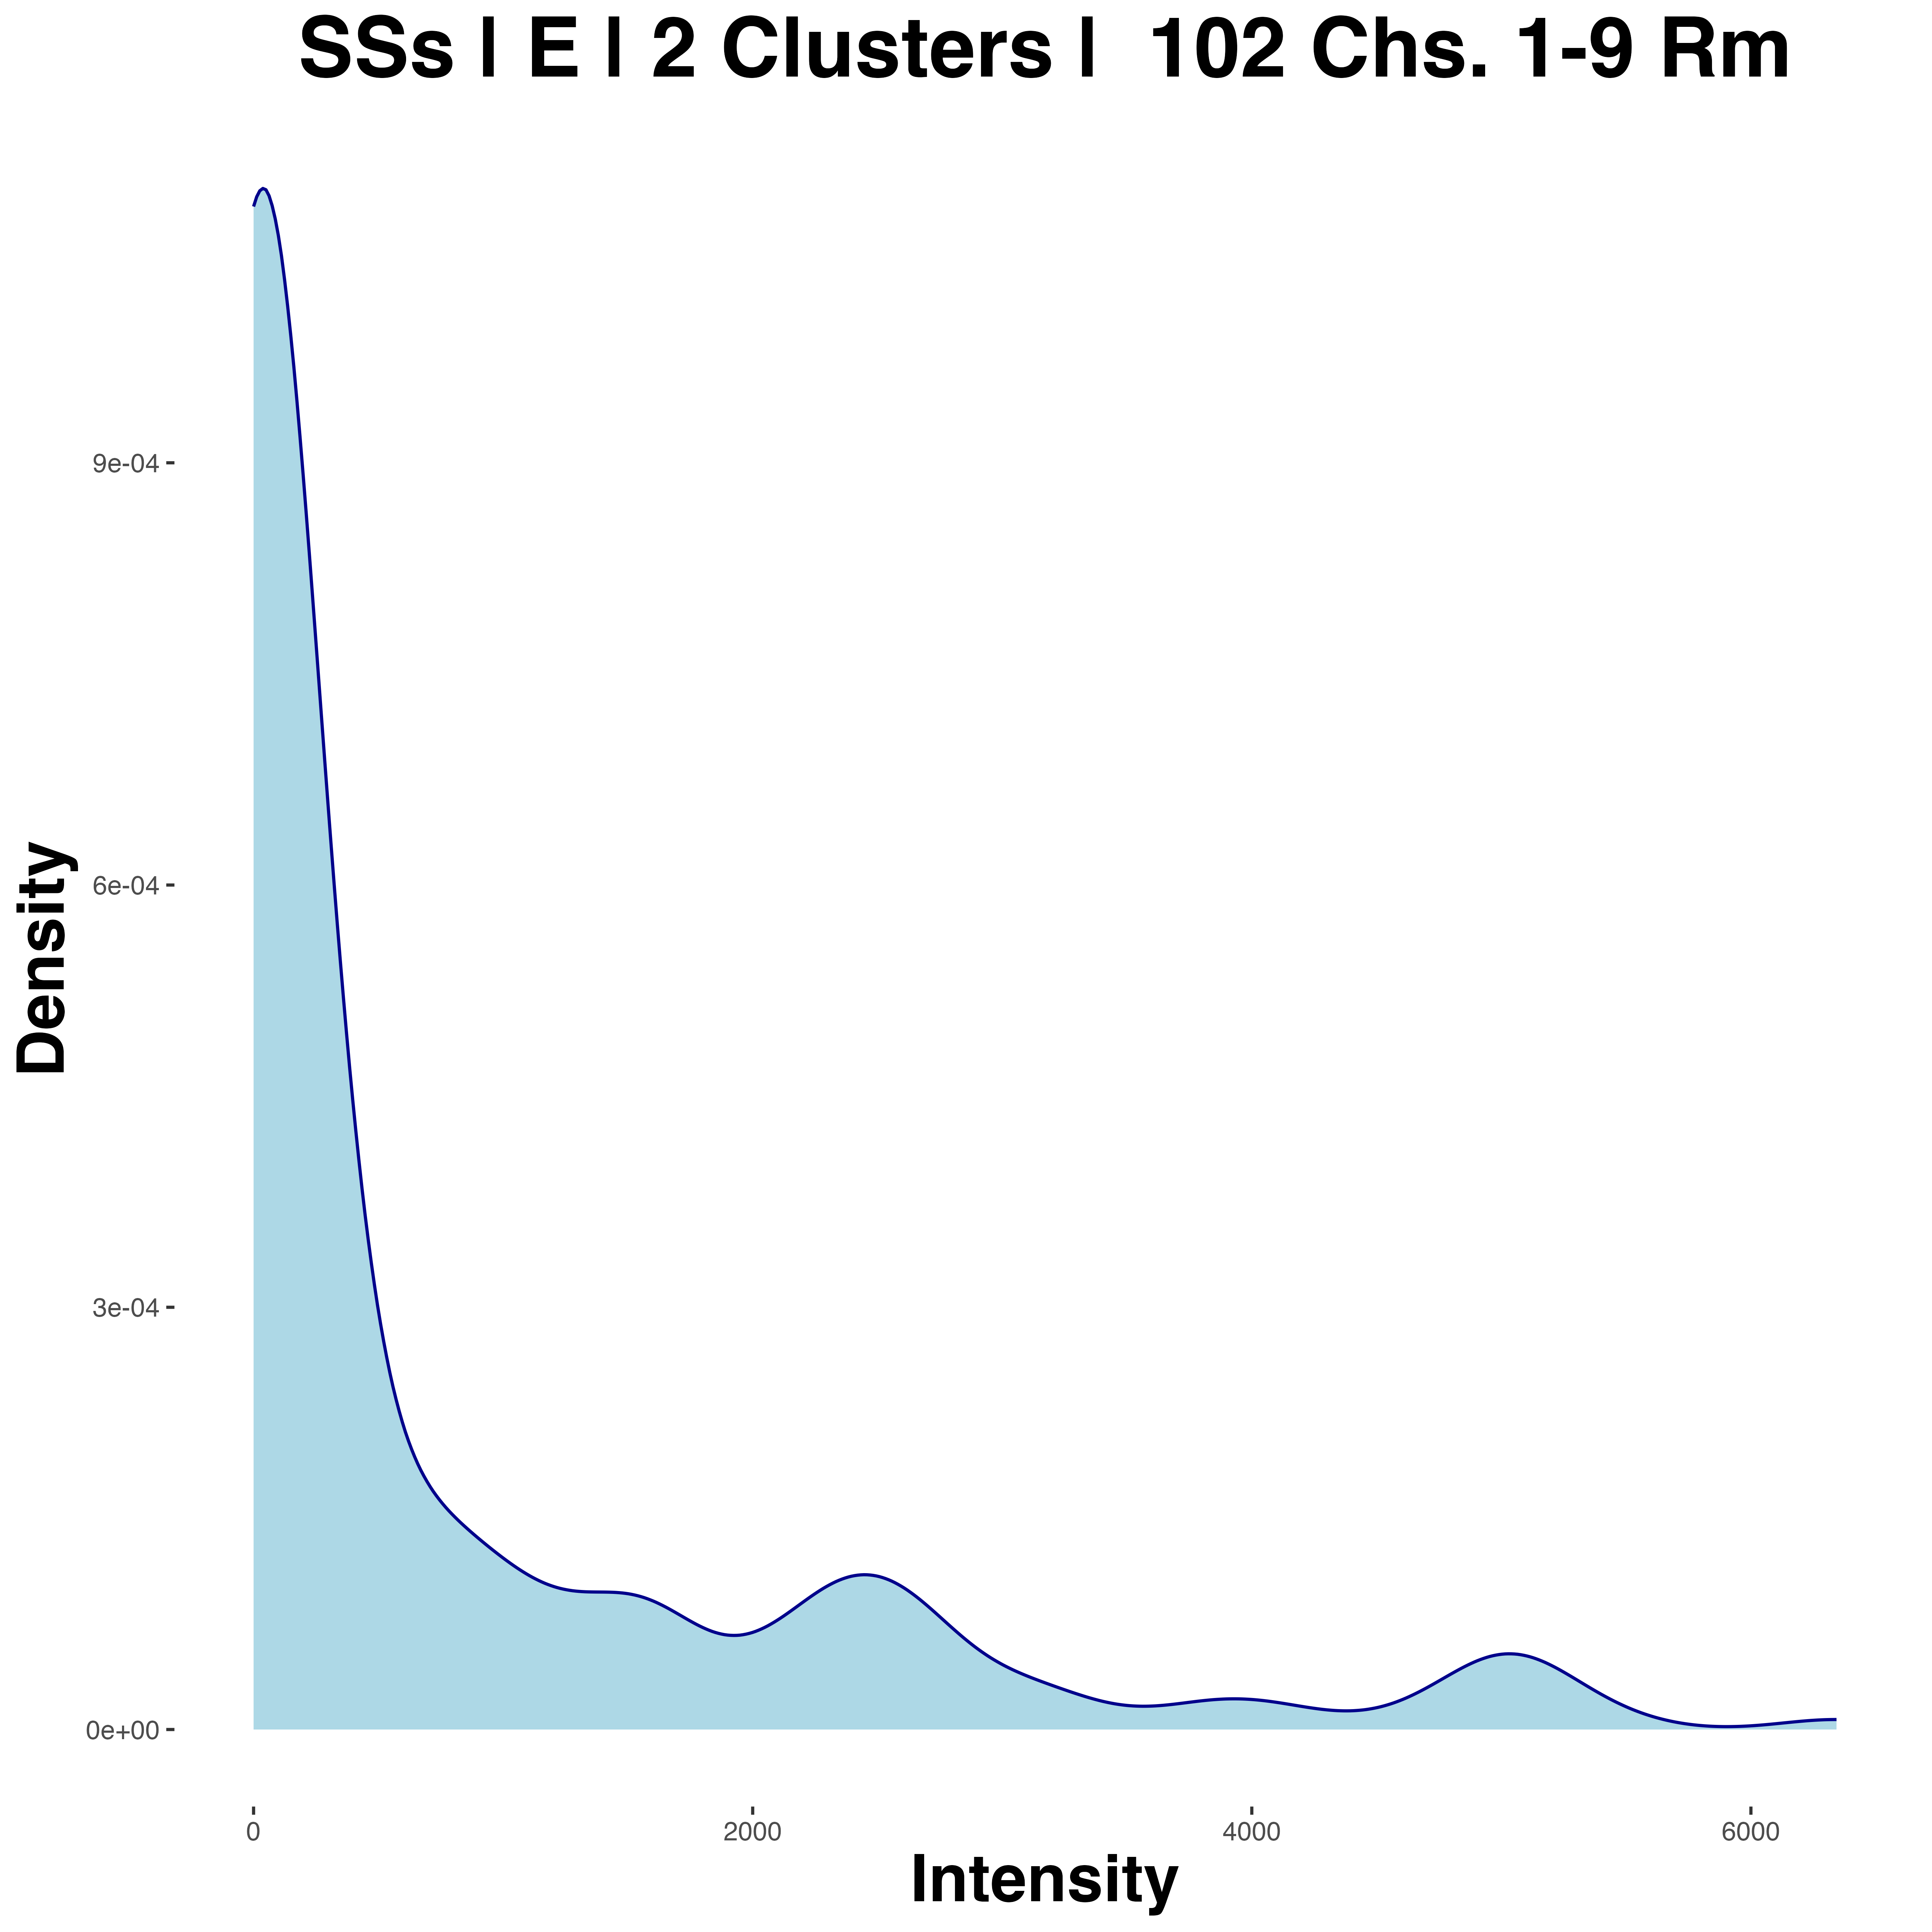 SSs | E | 2 Clusters |  102 Chs. 1-9 Rm
Density
9e-04
6e-04
3e-04
0e+00
0 2000 4000 6000
Intensity